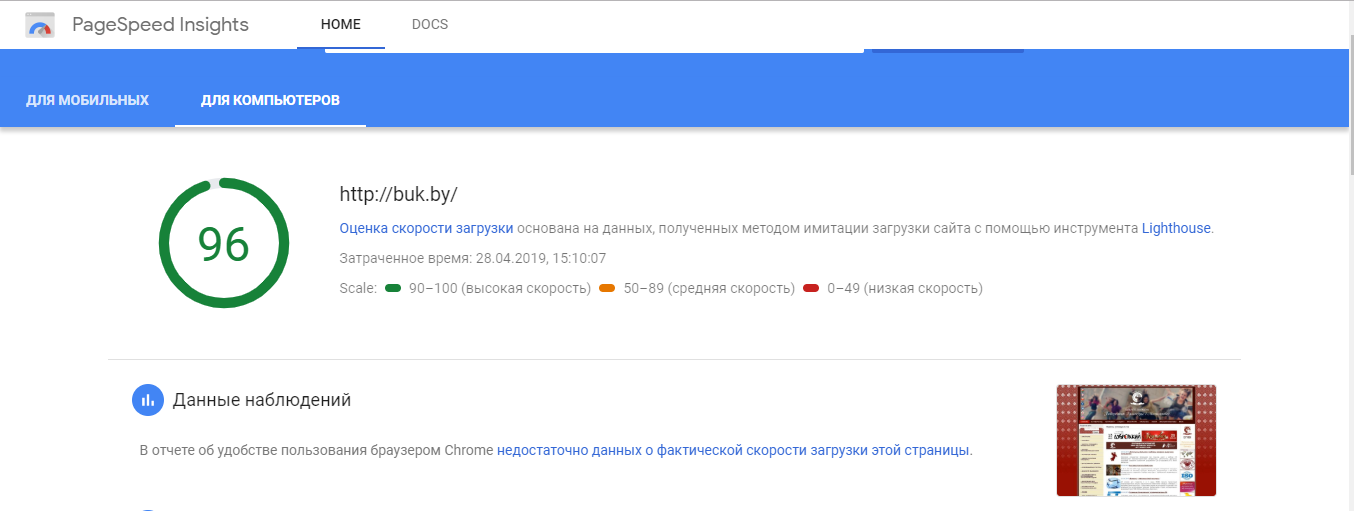 PageSpeed Insights HOME DOCS
ДЛЯ МОБИЛЬНЫХ ДЛЯ КОМПЬЮТЕРОВ
96
http://buk.by/
Оценка скорости загрузки основана на данных, полученных методом имитации загрузки сайта с помощью инструмента Lighthouse.
Затраченное время: 28.04.2019, 15:10:07
Scale: 90–100 (высокая скорость) 50–89 (средняя скорость) 0–49 (низкая скорость)
Данные наблюдений
В отчете об удобстве пользования браузером Chrome недостаточно данных о фактической скорости загрузки этой страницы.